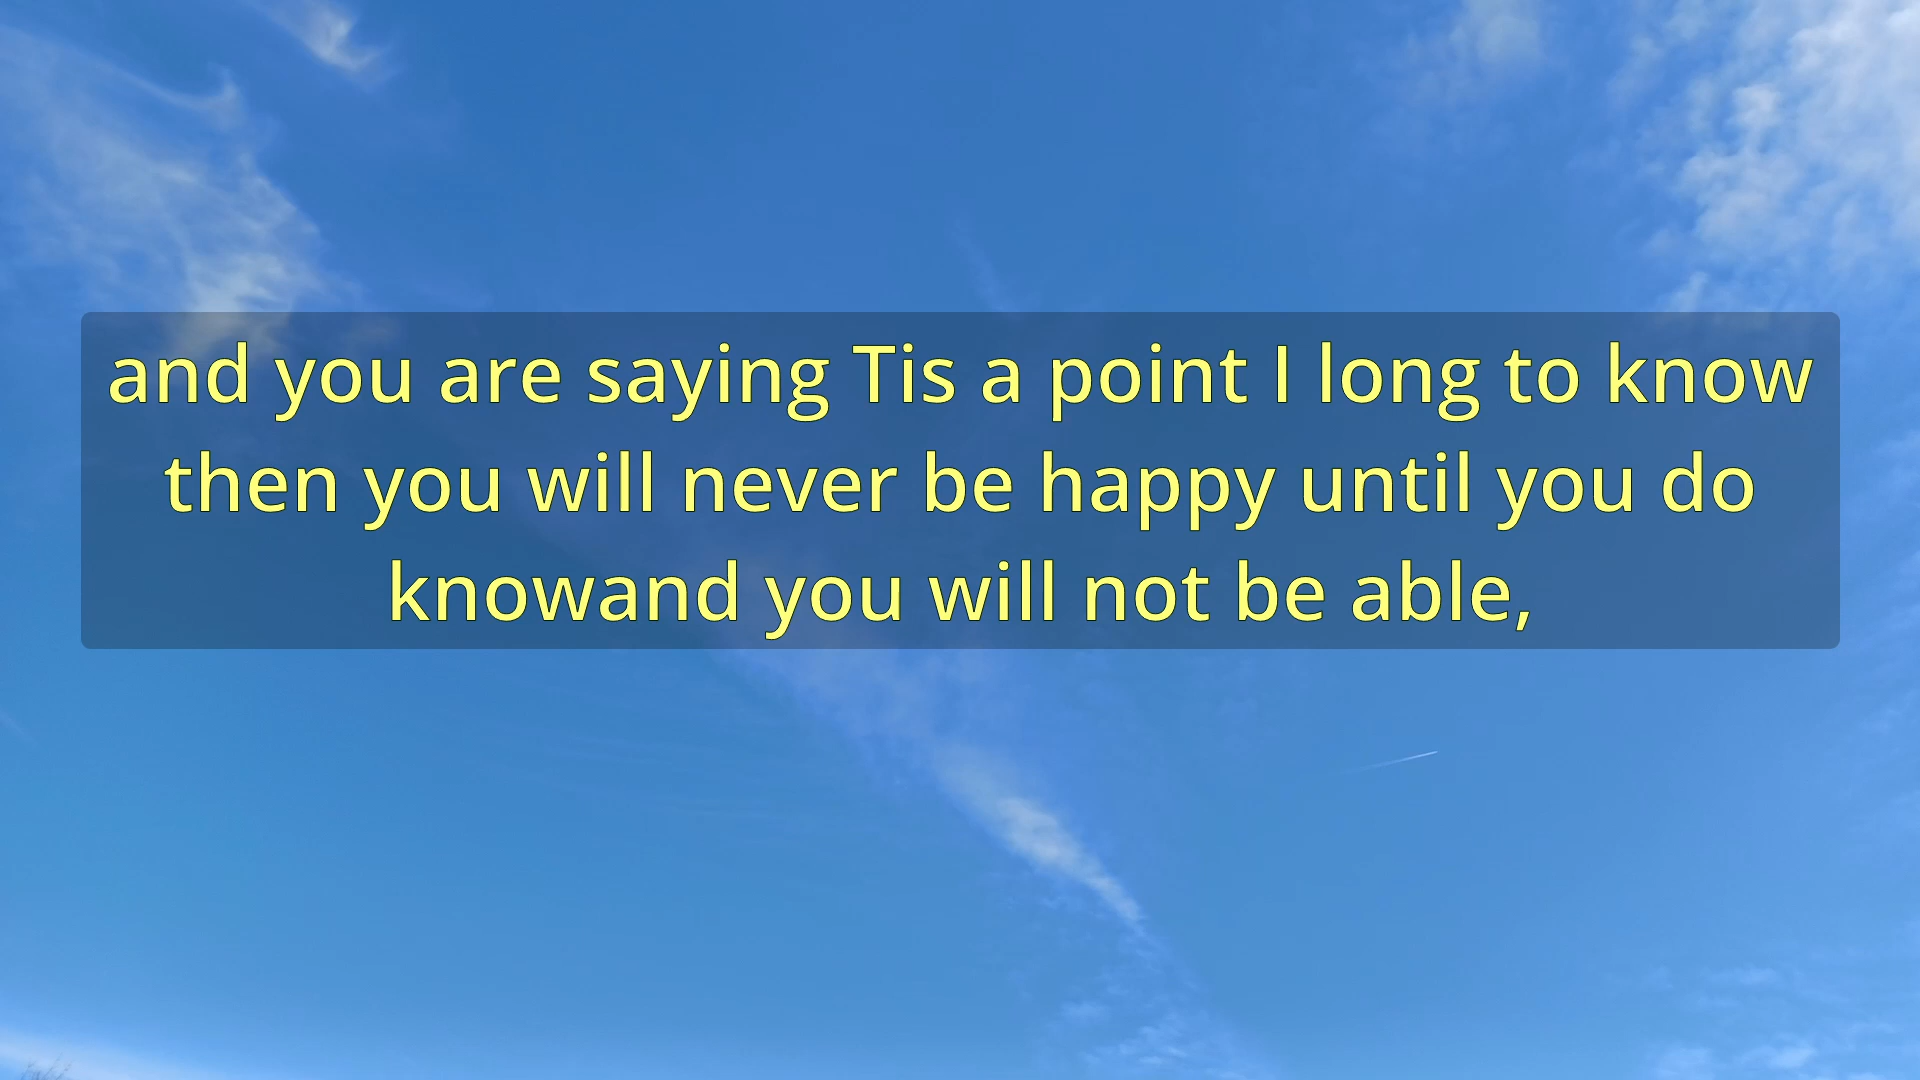 and you are saying Tis a point I long to know
then you will never be happy until you do
knowand you will not be able,